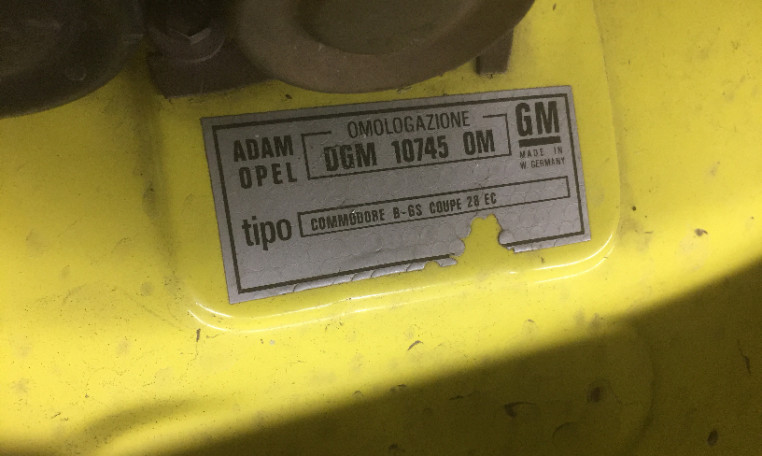 ADAM
OPEL
OMOLOGAZIONE
DGM 10745 OM
GM
MADE IN
W. GERMANY
tipo
COMMODORE B-GS COUPE 28 EC